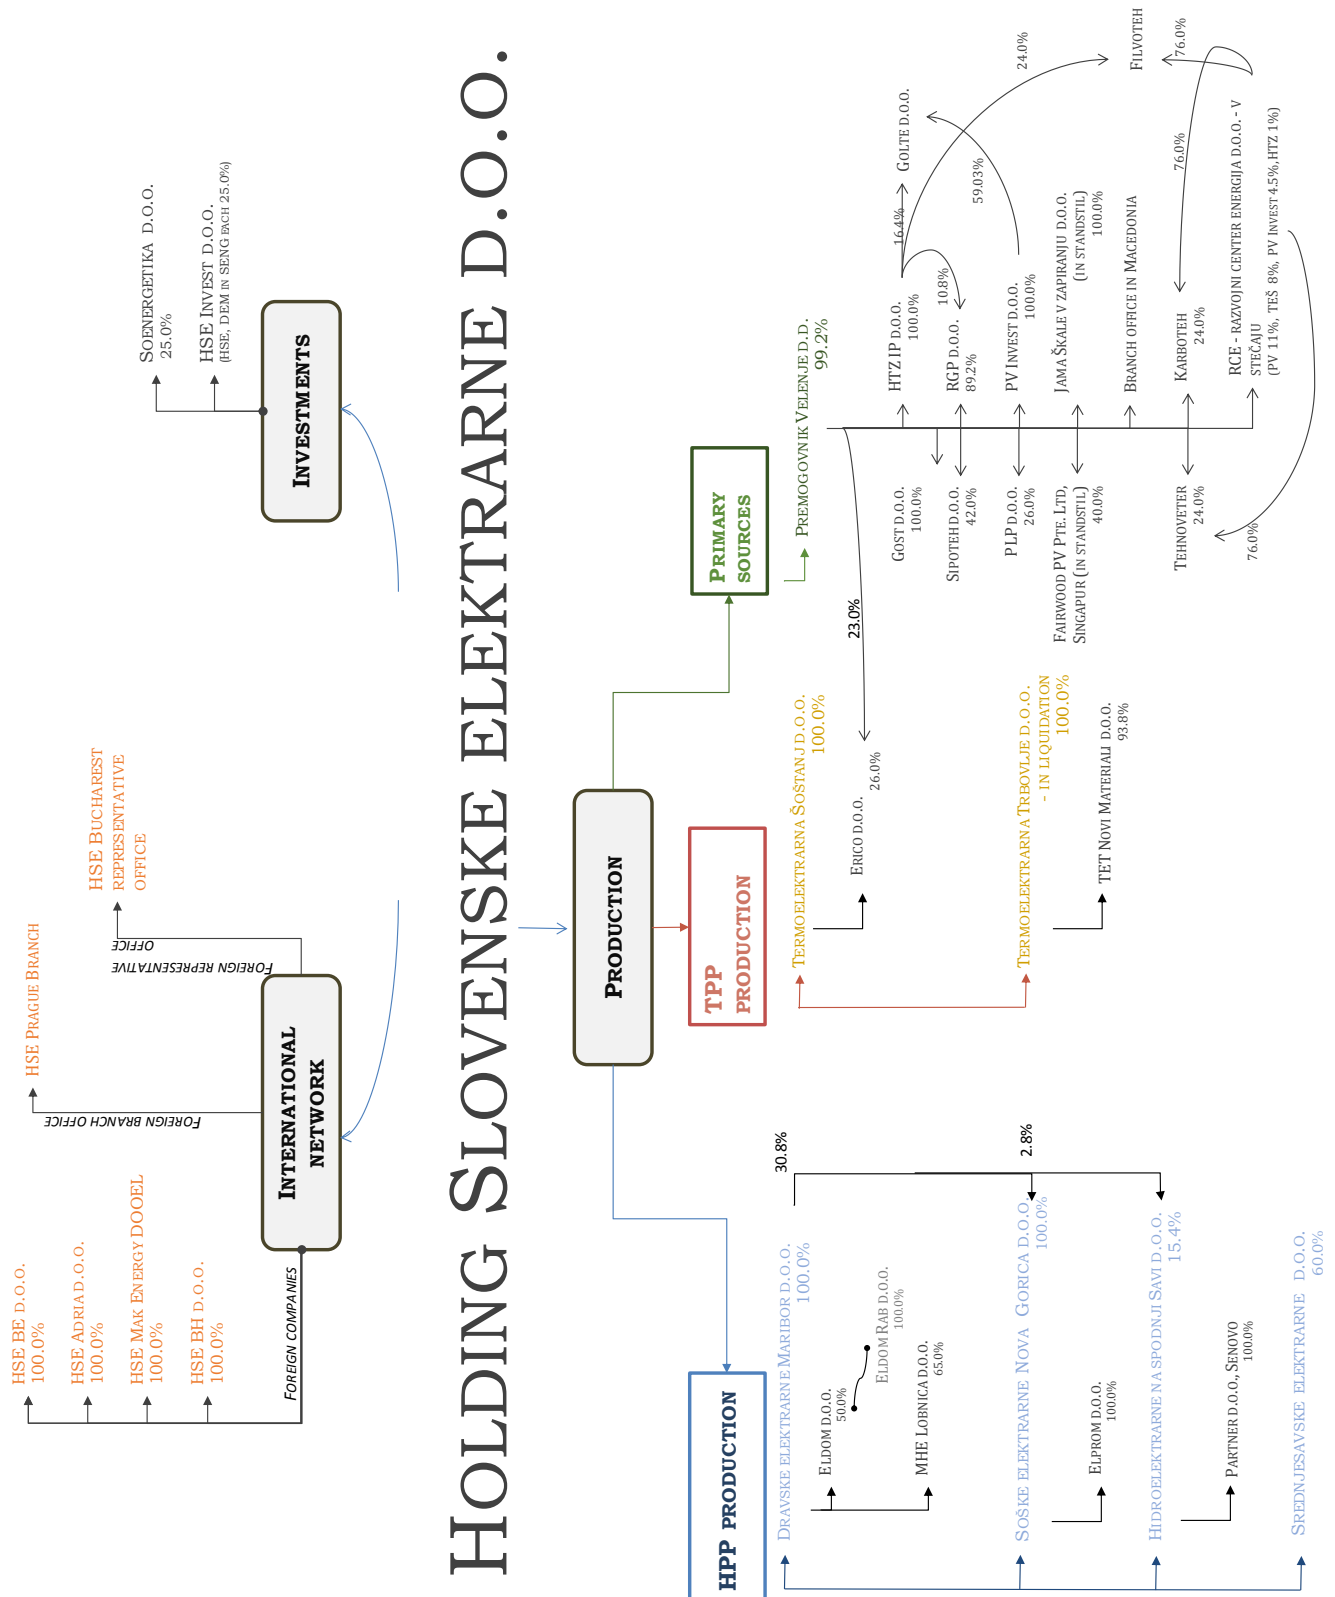 HSE BE D.O.O.
100.0%
HSE ADRIA D.O.O.
100.0%
HSE MAK ENERGY DOOEL
100.0%
HSE BH D.O.O.
100.0%
FOREIGN COMPANIES
HSE PRAGUE BRANCH
FOREIGN BRANCH OFFICE
HSE BUCHAREST
REPRESENTATIVE
OFFICE
FOREIGN REPRESENTATIVE
OFFICE
INTERNATIONAL
NETWORK
SOENERGETIKA D.O.O.
25.0%
HSE INVEST D.O.O.
(HSE, DEM IN SENG EACH 25.0%)
INVESTMENTS
HOLDING SLOVENSKE ELEKTRARNE D.O.O.
PRODUCTION
HPP PRODUCTION
DRAVSKE ELEKTRARNE MARIBOR D.O.O.
100.0%
30.8%
ELDOM D.O.O.
50.0%
ELDOM RAB D.O.O.
100.0%
MHE LOBNICA D.O.O.
65.0%
SOŠKE ELEKTRARNE NOVA GORICA D.O.O.
100.0%
2.8%
ELPROM D.O.O.
100.0%
HIDROELEKTRARNE NA SPODNJI SAVI D.O.O.
15.4%
PARTNER D.O.O., SENOVO
100.0%
SREDNJESAVSKE ELEKTRARNE D.O.O.
60.0%
TPP
PRODUCTION
TERMOELEKTRARNA ŠOŠTANJ D.O.O.
100.0%
ERICO D.O.O.
26.0%
23.0%
TERMOELEKTRARNA TRBOVLJE D.O.O.
- IN LIQUIDATION
100.0%
TET NOVI MATERIALI D.O.O.
93.8%
PRIMARY
SOURCES
PREMOGOVNIK VELENJE D.D.
99.2%
GOST D.O.O.
100.0%
SIPOTEH D.O.O.
42.0%
PLP D.O.O.
26.0%
FAIRWOOD PV PTE. LTD,
SINGAPUR (IN STANDSTIL)
40.0%
TEHNOVETER
24.0%
76.0%
HTZ IP D.O.O.
100.0%
16.4%
GOLTE D.O.O.
24.0%
RGP D.O.O.
89.2%
10.8%
PV INVEST D.O.O.
100.0%
59.03%
JAMA ŠKALE V ZAPIRANJU D.O.O.
(IN STANDSTIL)
100.0%
BRANCH OFFICE IN MACEDONIA
FILVOTEH
76.0%
KARBOTEH
24.0%
76.0%
RCE - RAZVOJNI CENTER ENERGIJA D.O.O. - V
STEČAJU
(PV 11%, TEŠ 8%, PV INVEST 4.5%,HTZ 1%)